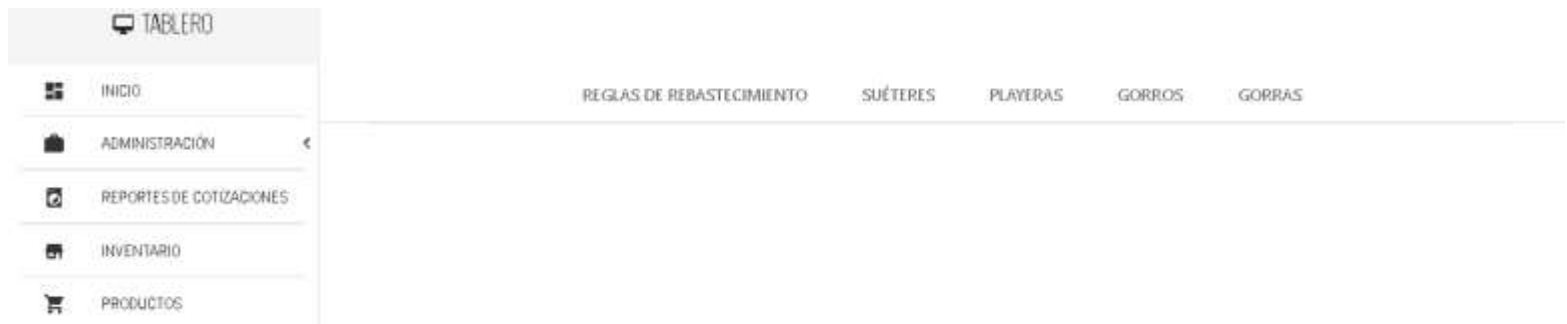 TABLERO
INICIO
ADMINISTRACIÓN
REPORTES DE COTIZACIONES
INVENTARIO
PRODUCTOS
REGLAS DE REBASTECIMIENTO SUÉTERES PLAYERAS GORROS GORRAS